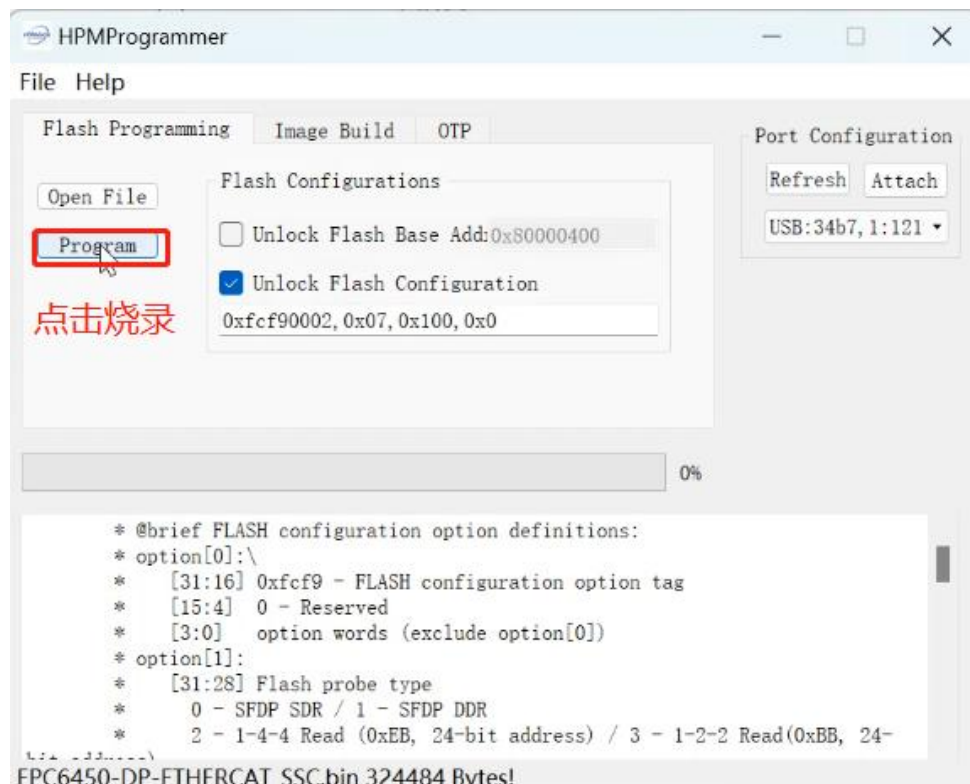 HPMProgrammer
File Help
Flash Programming Image Build OTP
Port Configuration
Open File
Flash Configurations
Refresh Attach
Program
Unlock Flash Base Add: 0x80000400
USB:34b7,1:121
Unlock Flash Configuration
点击烧录
0xfcf90002,0x07,0x100,0x0
0%
* @brief FLASH configuration option definitions:
* option[0]:\
* [31:16] 0xfcf9 - FLASH configuration option tag
* [15:4] 0 - Reserved
* [3:0] option words (exclude option[0])
* option[1]:
* [31:28] Flash probe type
* 0 - SFDP SDR / 1 - SFDP DDR
* 2 - 1-4-4 Read (0xEB, 24-bit address) / 3 - 1-2-2 Read(0xBB, 24-
bit address)
FPC6450-DP-ETHERCAT_SSC.bin 324484 Bytes!